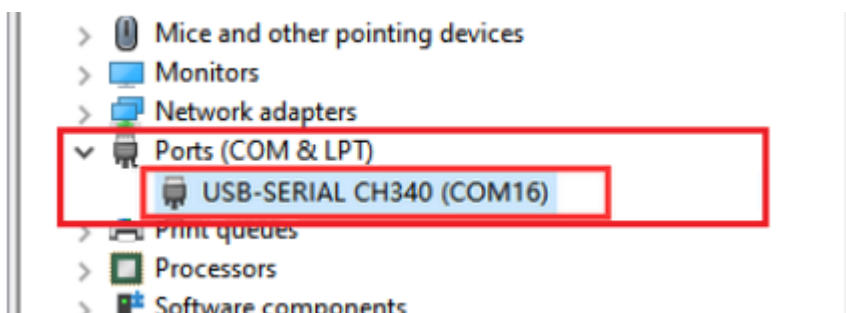 Mice and other pointing devices
Monitors
Network adapters
Ports (COM & LPT)
USB-SERIAL CH340 (COM16)
Print queues
Processors
Software components